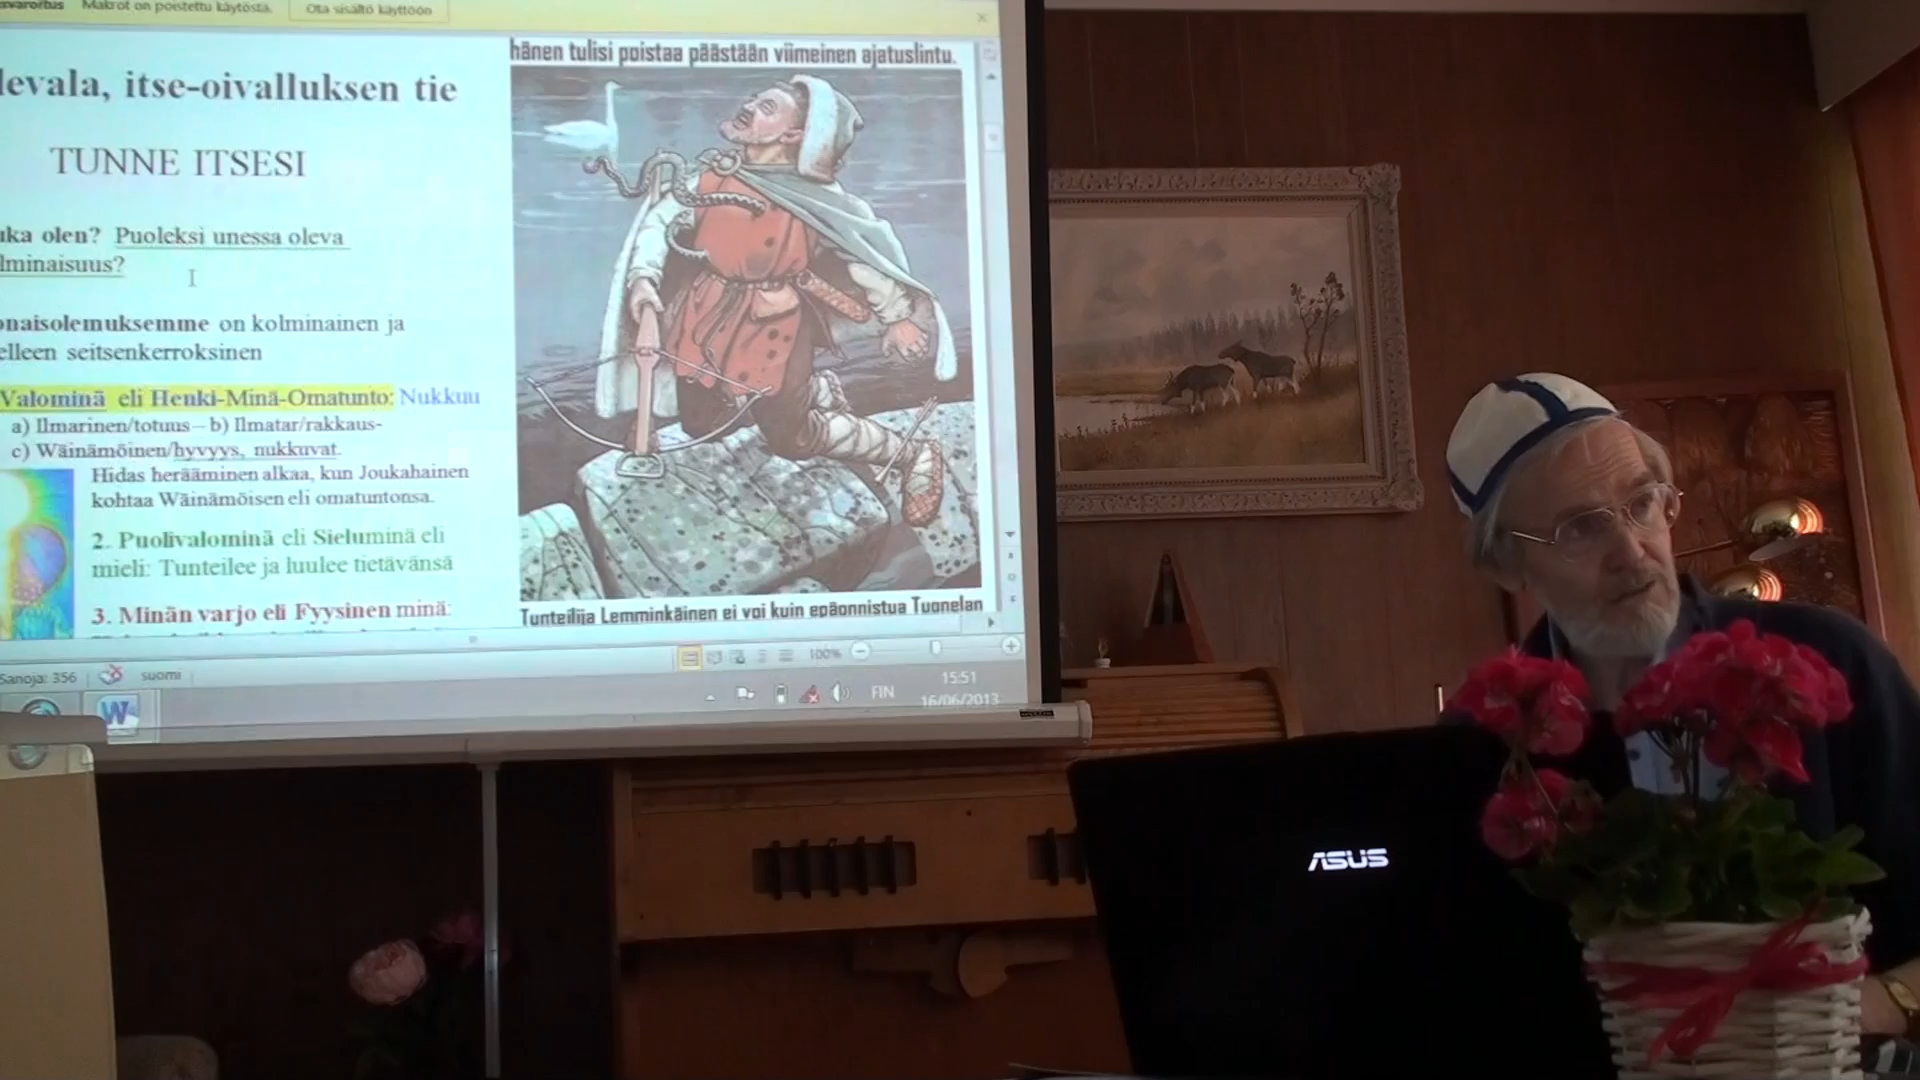 Makrot on poistettu käytöstä. Ota sisältö käyttöön
levala, itse-oivalluksen tie
TUNNE ITSESI
ka olen? Puoleksi unessa oleva
lminaisuus?
naisolemuksemme on kolminainen ja
elleen seitsenkerroksinen
Valominä eli Henki-Minä-Omatunto: Nukkuu
a) Ilmarinen/totuus – b) Ilmatar/rakkaus-
c) Wäinämöinen/hyvyys, nukkuvat.
Hidas herääminen alkaa, kun Joukahainen
kohtaa Wäinämöisen eli omatuntonsa.
2. Puolivalominä eli Sieluminä eli
mieli: Tunteilee ja luulee tietävänsä
3. Minän varjo eli Fyysinen minä:
hänen tulisi poistaa päästään viimeinen ajatuslintu.
Tunteilija Lemminkäinen ei voi kuin epäonnistua Tuonelan
Sanoja: 356 suomi 100%
FIN 15:51
16/06/2013
ASUS